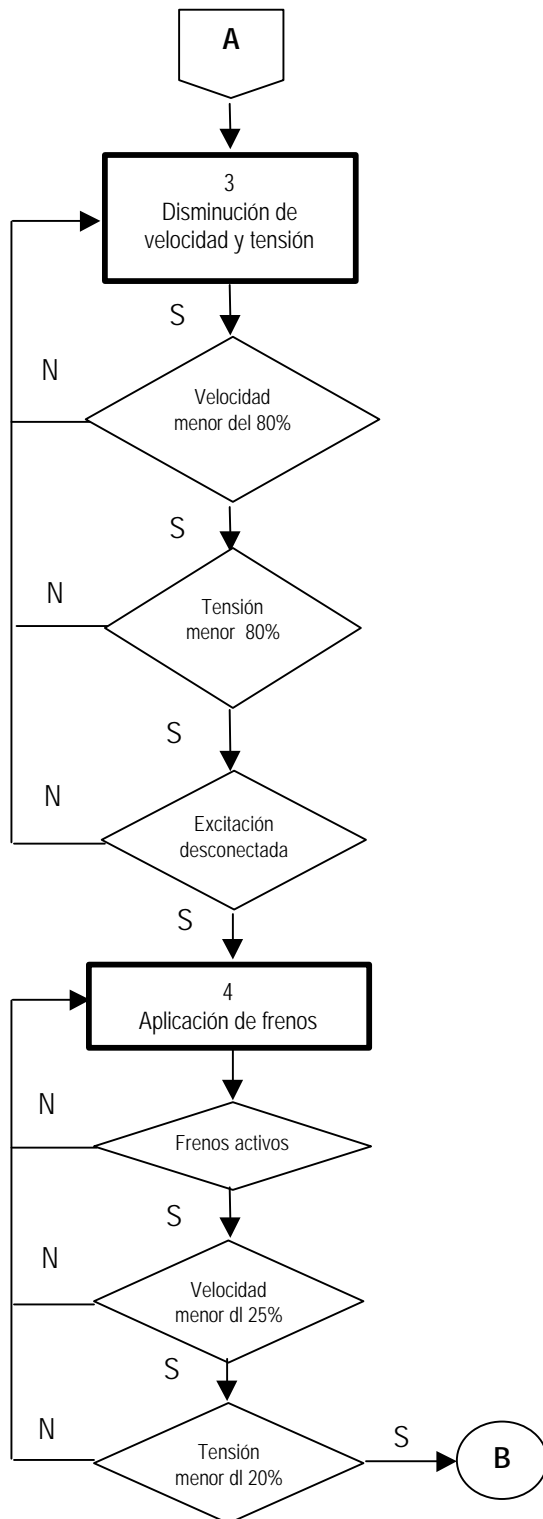 A
3
Disminución de
velocidad y tensión
S
N
Velocidad
menor del 80%
S
N
Tensión
menor 80%
S
N
Excitación
desconectada
S
4
Aplicación de frenos
N
Frenos activos
S
N
Velocidad
menor dl 25%
S
N
Tensión
menor dl 20%
S
B